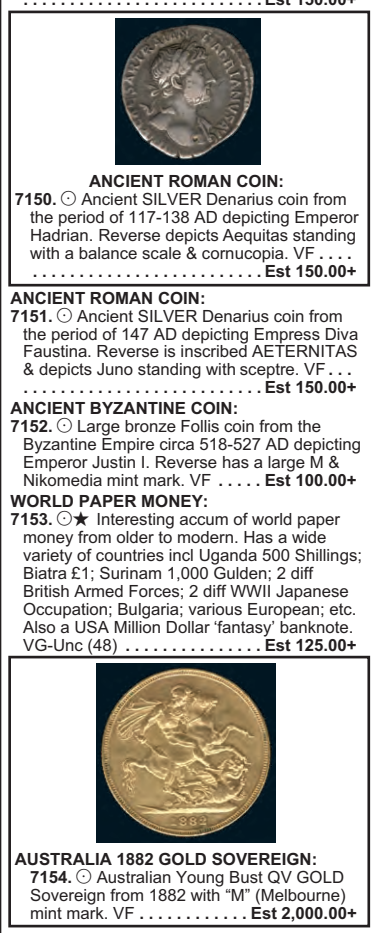 . . . . . . . . . . . . . . . . . . . . . . . . . . Est 150.00+
ANCIENT ROMAN COIN:
7150. ⊙ Ancient SILVER Denarius coin from
the period of 117-138 AD depicting Emperor
Hadrian. Reverse depicts Aequitas standing
with a balance scale & cornucopia. VF . . . .
. . . . . . . . . . . . . . . . . . . . . . . . . Est 150.00+
ANCIENT ROMAN COIN:
7151. ⊙ Ancient SILVER Denarius coin from
the period of 147 AD depicting Empress Diva
Faustina. Reverse is inscribed AETERNITAS
& depicts Juno standing with sceptre. VF . . .
. . . . . . . . . . . . . . . . . . . . . . . . . . Est 150.00+
ANCIENT BYZANTINE COIN:
7152. ⊙ Large bronze Follis coin from the
Byzantine Empire circa 518-527 AD depicting
Emperor Justin I. Reverse has a large M &
Nikomedia mint mark. VF . . . . . Est 100.00+
WORLD PAPER MONEY:
7153. ⊙★ Interesting accum of world paper
money from older to modern. Has a wide
variety of countries incl Uganda 500 Shillings;
Biatra £1; Surinam 1,000 Gulden; 2 diff
British Armed Forces; 2 diff WWII Japanese
Occupation; Bulgaria; various European; etc.
Also a USA Million Dollar ‘fantasy’ banknote.
VG-Unc (48) . . . . . . . . . . . . . . . Est 125.00+
1882
AUSTRALIA 1882 GOLD SOVEREIGN:
7154. ⊙ Australian Young Bust QV GOLD
Sovereign from 1882 with “M” (Melbourne)
mint mark. VF . . . . . . . . . . . . Est 2,000.00+